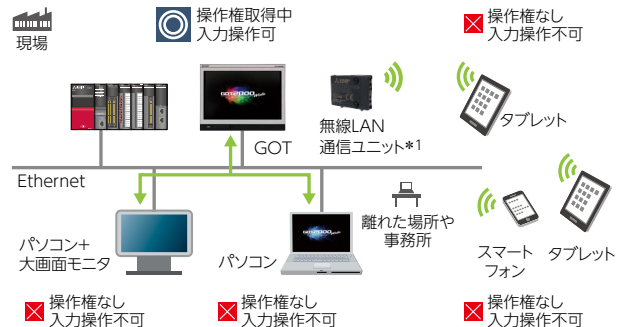 現場
操作権取得中
入力操作可
操作権なし
入力操作不可
GOT
GOT2000
無線LAN
通信ユニット*1
タブレット
Ethernet
離れた場所や
事務所
パソコン+
大画面モニタ
パソコン
スマート
フォン
タブレット
操作権なし
入力操作不可
操作権なし
入力操作不可
操作権なし
入力操作不可